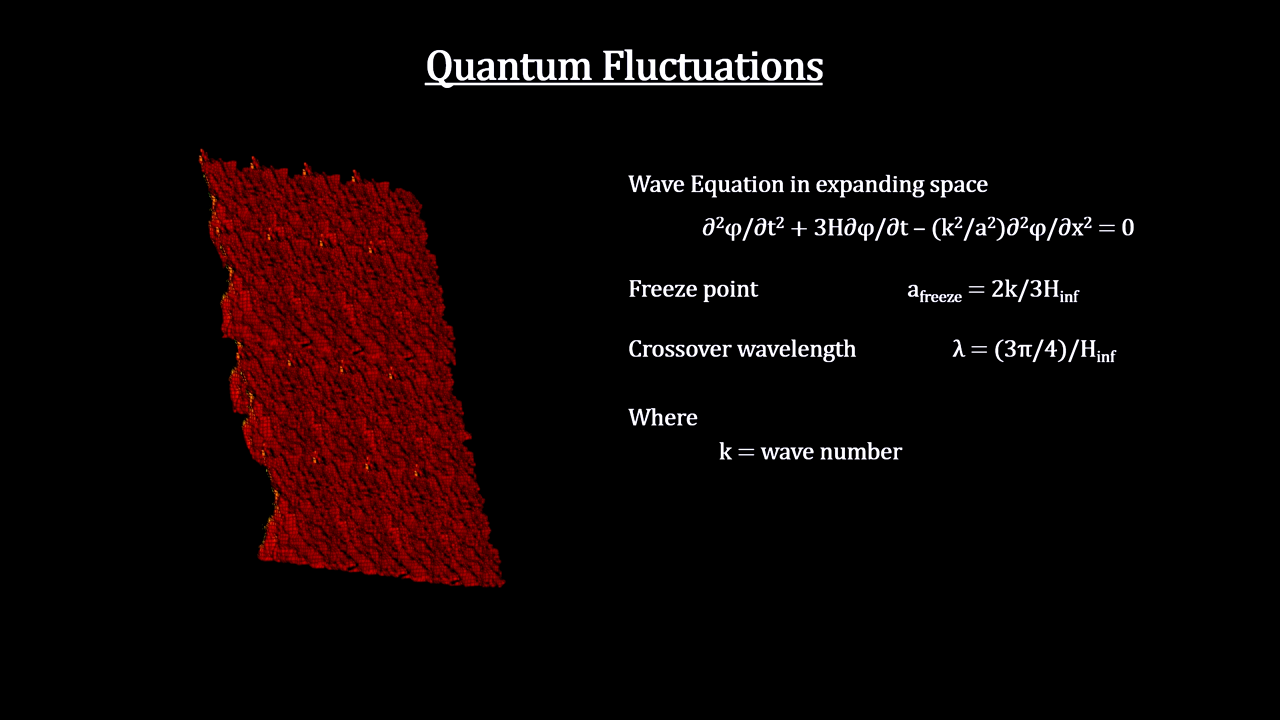 Quantum Fluctuations
Wave Equation in expanding space
∂²φ/∂t² + 3H∂φ/∂t – (k²/a²)∂²φ/∂x² = 0
Freeze point a_freeze = 2k/3H_inf
Crossover wavelength λ = (3π/4)/H_inf
Where
k = wave number